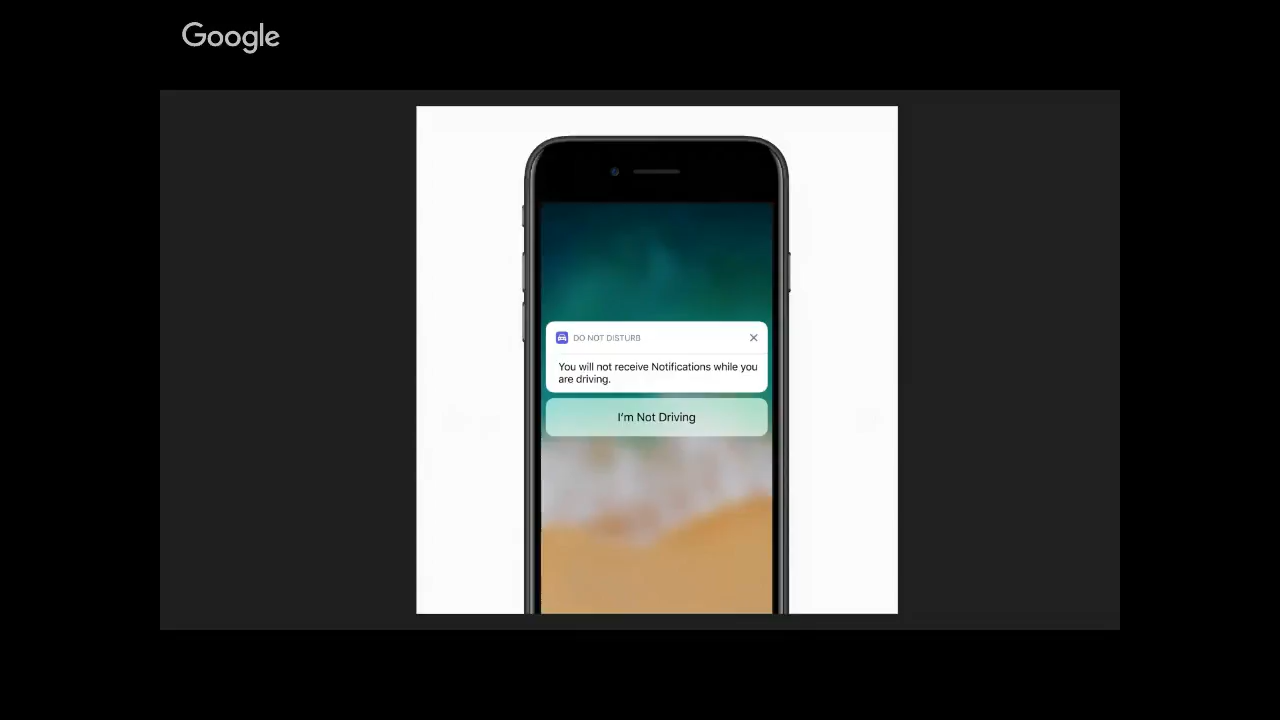 Google
DO NOT DISTURB
You will not receive Notifications while you
are driving.
I'm Not Driving